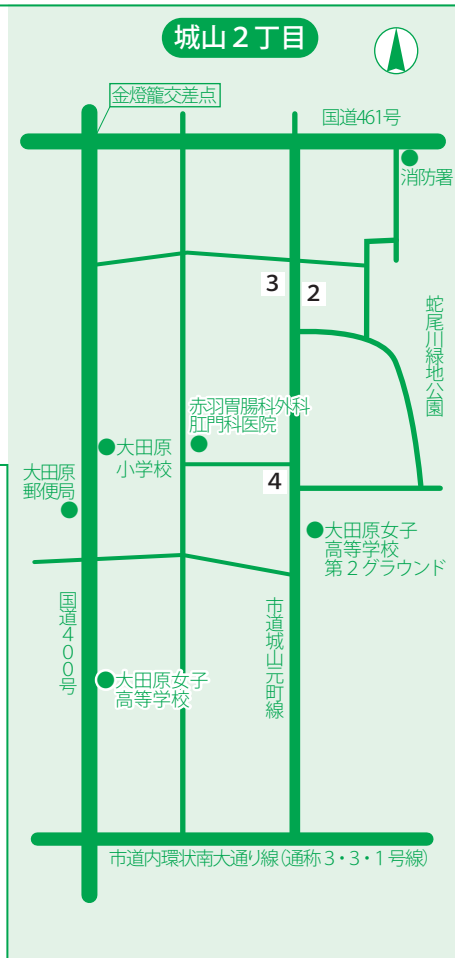 城山２丁目
金燈籠交差点
国道461号
消防署
3
2
蛇尾川緑地公園
赤羽胃腸科外科
肛門科医院
大田原
小学校
大田原
郵便局
4
大田原女子
高等学校
第２グラウンド
国道４００号
市道城山元町線
大田原女子
高等学校
市道内環状南大通り線（通称３・３・１号線）